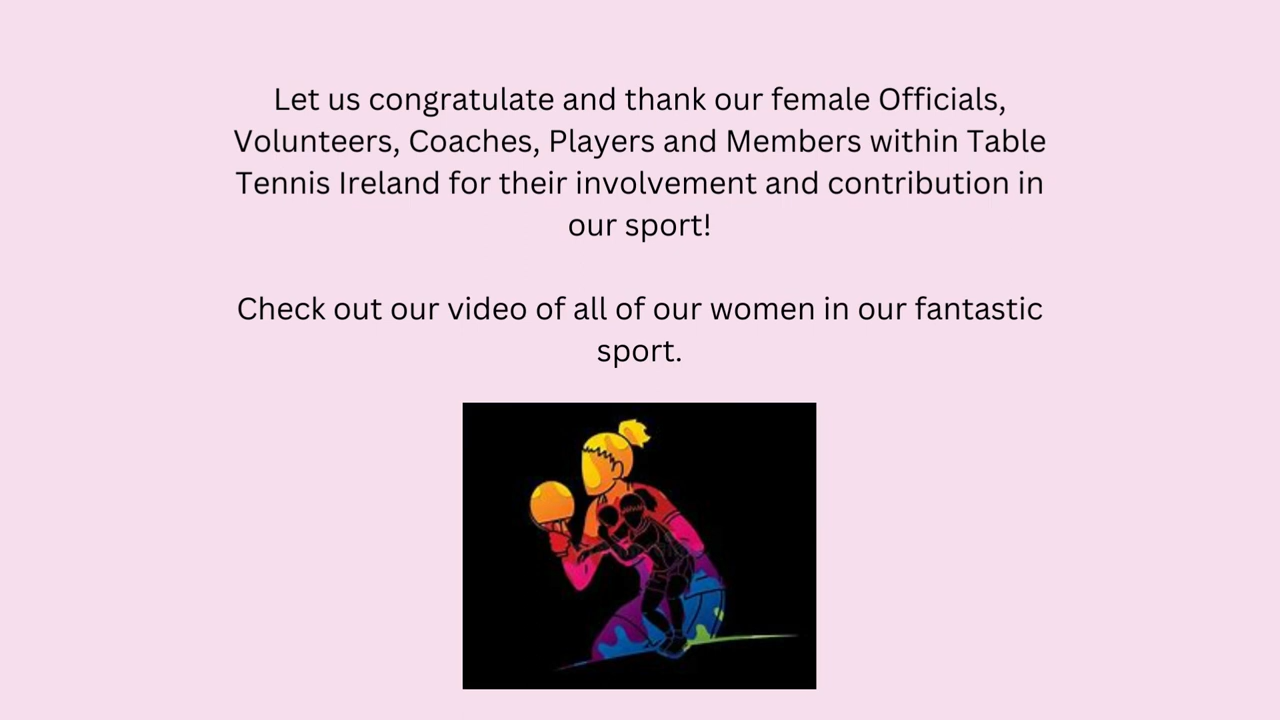 Let us congratulate and thank our female Officials,
Volunteers, Coaches, Players and Members within Table
Tennis Ireland for their involvement and contribution in
our sport!
Check out our video of all of our women in our fantastic
sport.